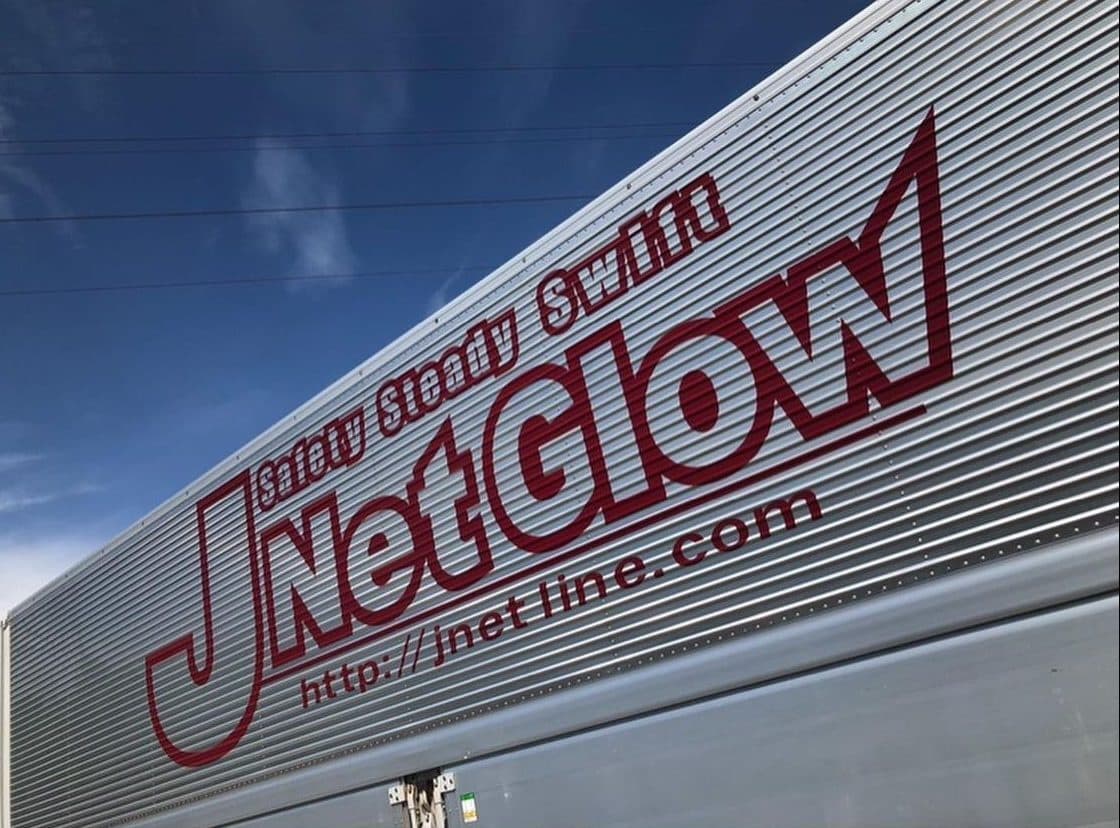 Safety Steady Swift
JNetGlow
http://jnet line.com